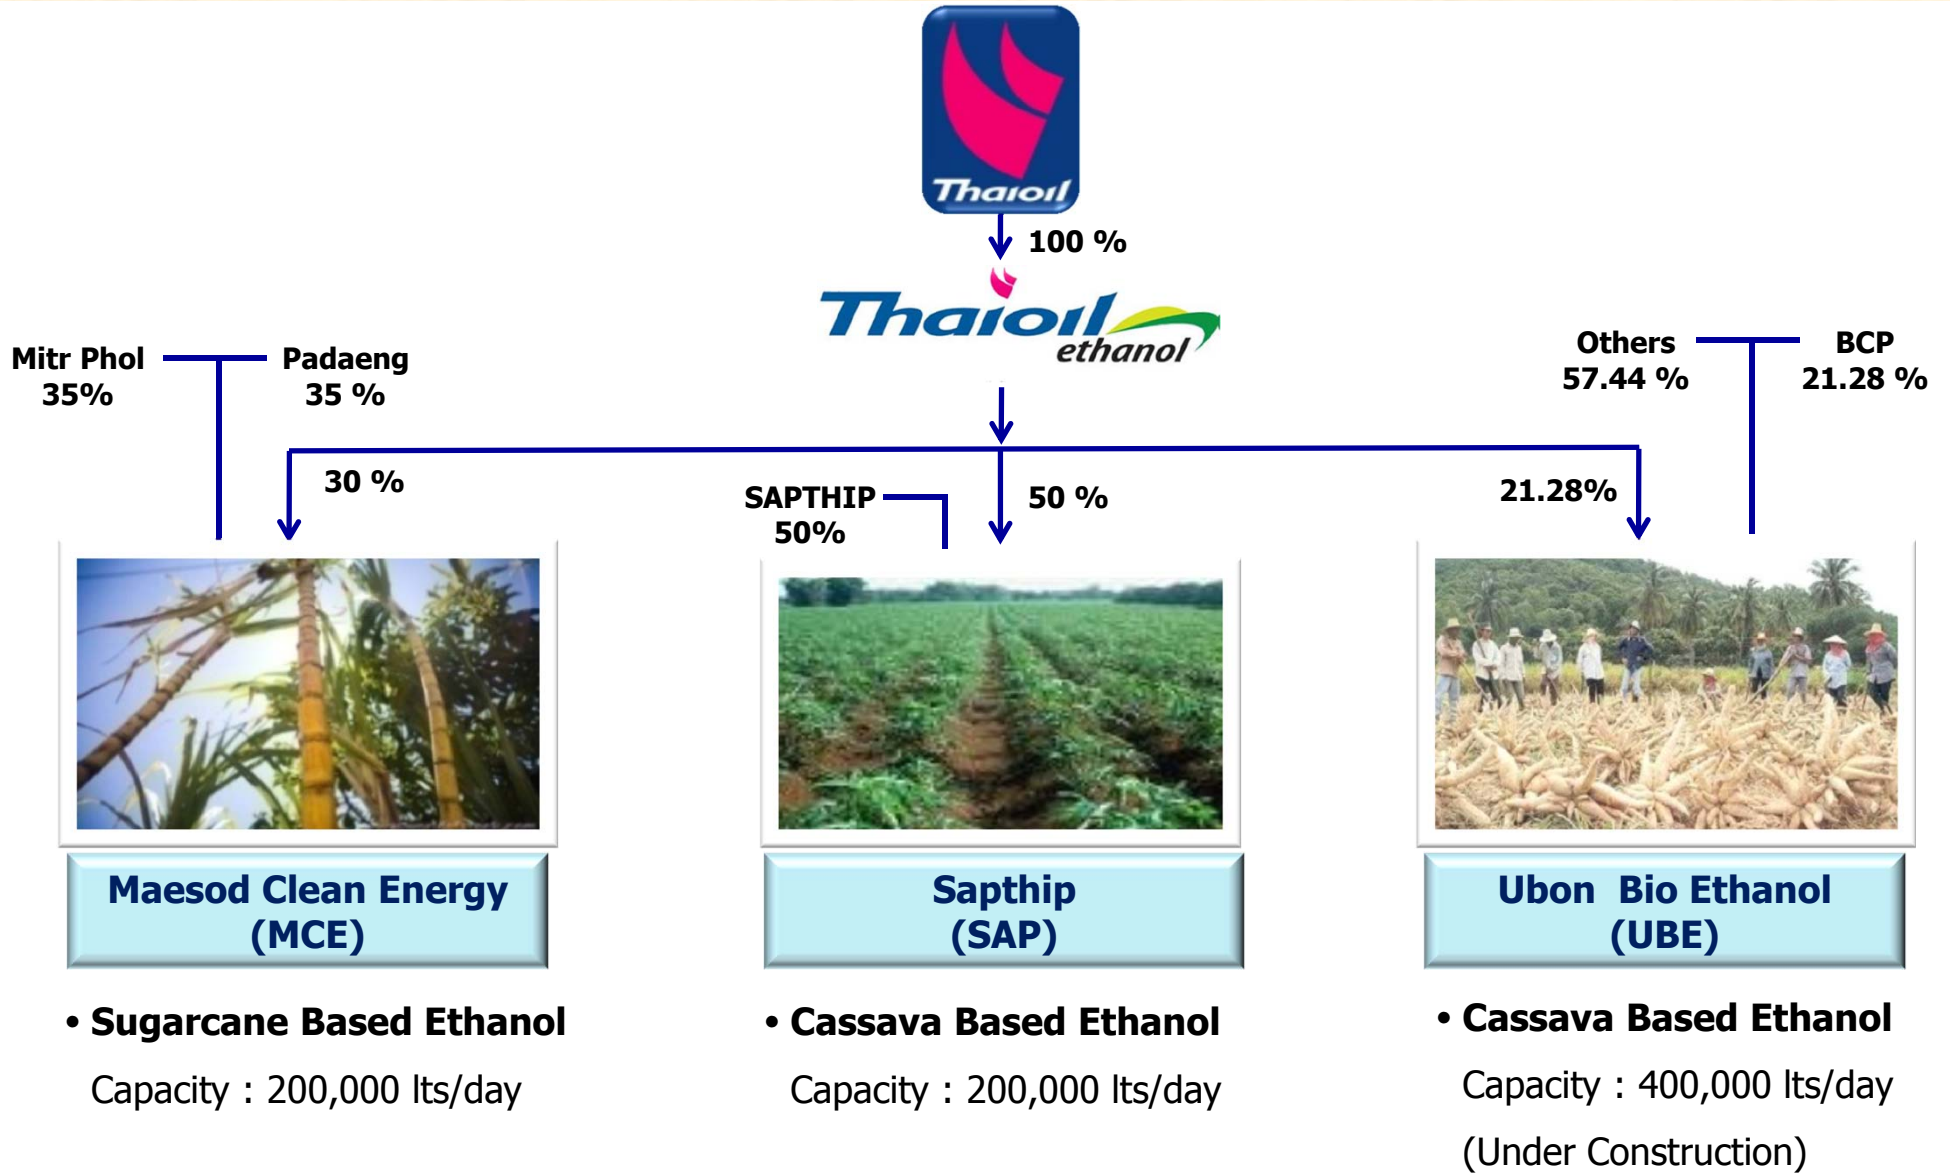 Thaioil
100 %
Thaioil
ethanol
Mitr Phol
35%
Padaeng
35 %
Others
57.44 %
BCP
21.28 %
30 %
SAPTHIP
50%
50 %
21.28%
Maesod Clean Energy
(MCE)
• Sugarcane Based Ethanol
Capacity : 200,000 lts/day
Sapthip
(SAP)
• Cassava Based Ethanol
Capacity : 200,000 lts/day
Ubon Bio Ethanol
(UBE)
• Cassava Based Ethanol
Capacity : 400,000 lts/day
(Under Construction)